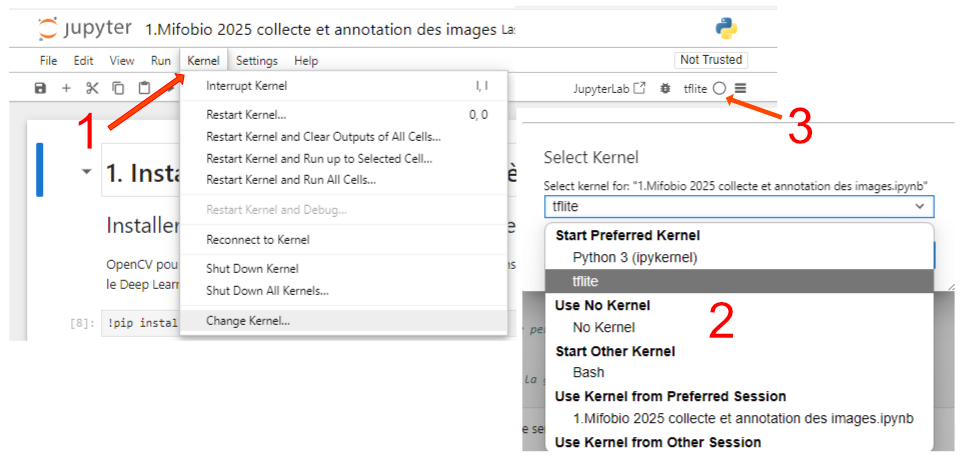 jupyter 1.Mifobio 2025 collecte et annotation des images La
File Edit View Run Kernel Settings Help Not Trusted
JupyterLab tflite
1
3
Interrupt Kernel I, I
Restart Kernel... 0, 0
Restart Kernel and Clear Outputs of All Cells...
Restart Kernel and Run up to Selected Cell...
Restart Kernel and Run All Cells...
Restart Kernel and Debug...
Reconnect to Kernel
Shut Down Kernel
Shut Down All Kernels...
Change Kernel...
1. Insta
Installer
OpenCV pou
le Deep Learn
[8]: !pip instal
Select Kernel
Select kernel for: "1.Mifobio 2025 collecte et annotation des images.ipynb"
tflite
Start Preferred Kernel
Python 3 (ipykernel)
tflite
Use No Kernel
No Kernel
2
Start Other Kernel
Bash
Use Kernel from Preferred Session
1.Mifobio 2025 collecte et annotation des images.ipynb
Use Kernel from Other Session